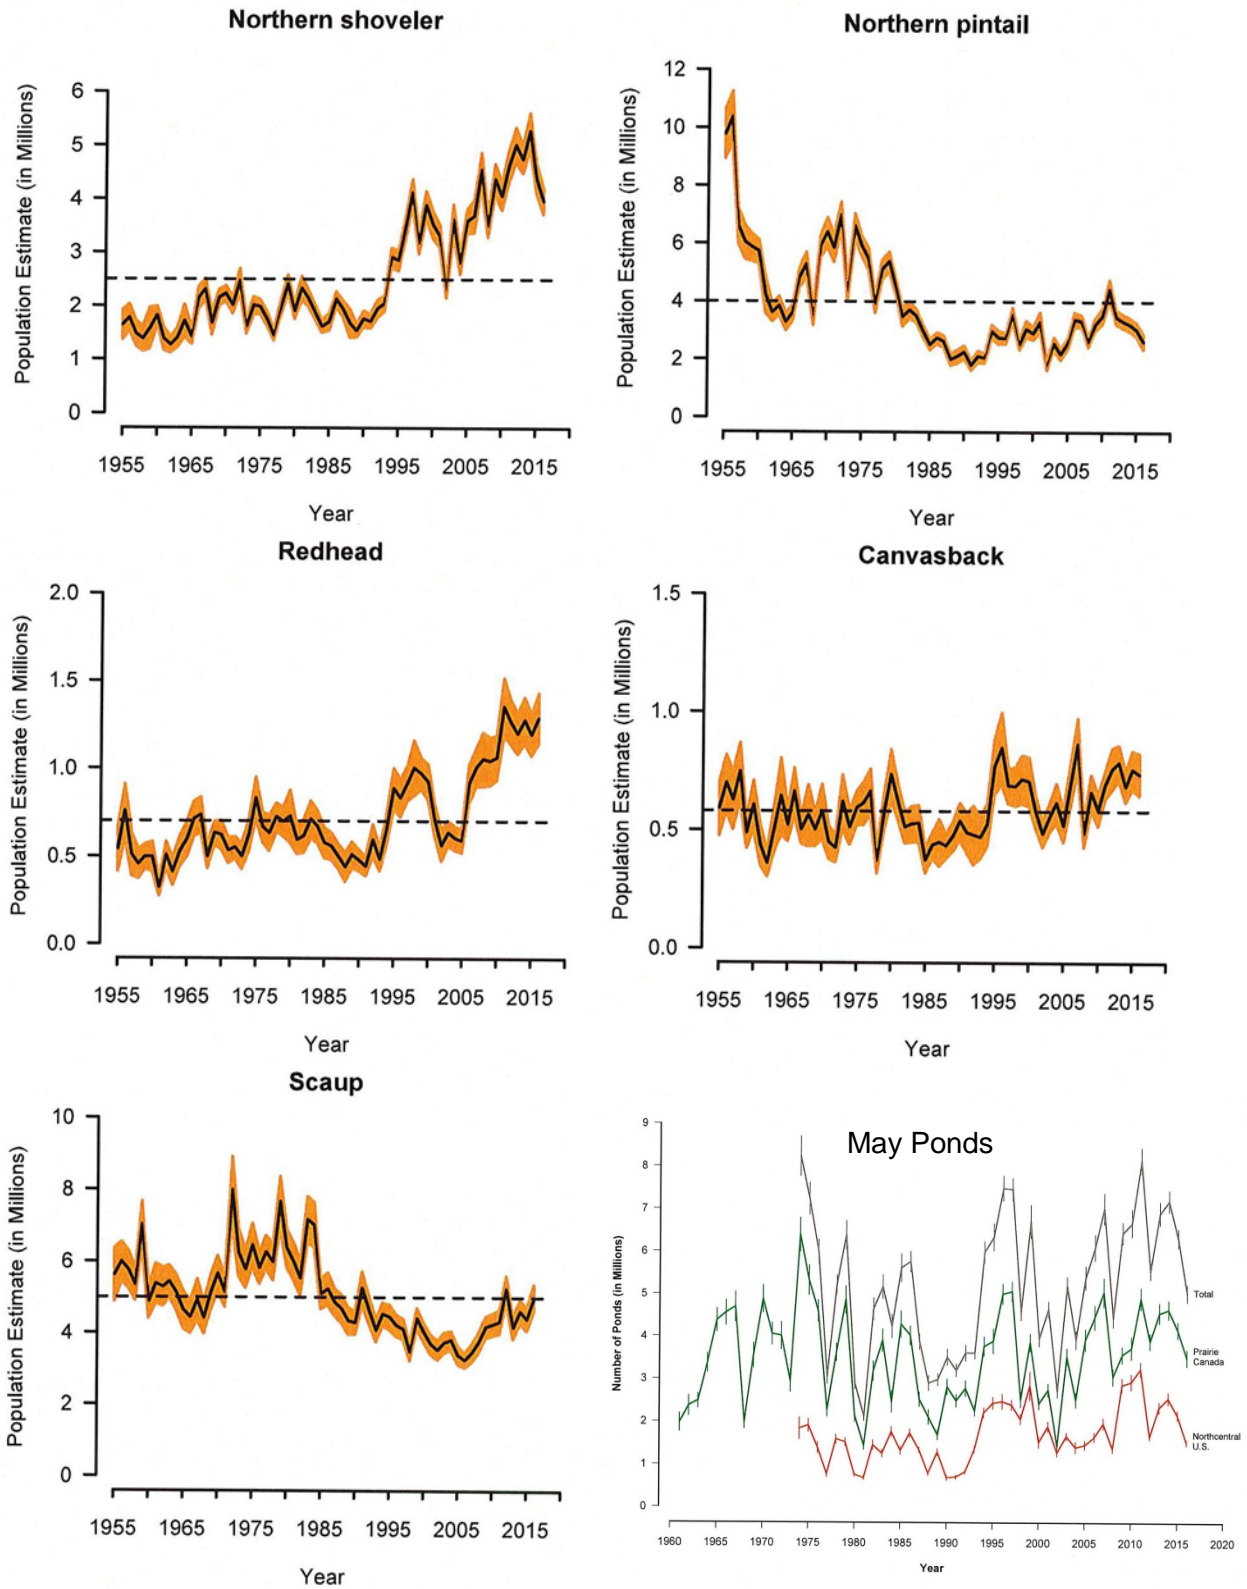 Northern shoveler
Population Estimate (in Millions)
6
5
4
3
2
1
0
1955 1965 1975 1985 1995 2005 2015
Year
Northern pintail
Population Estimate (in Millions)
12
10
8
6
4
2
0
1955 1965 1975 1985 1995 2005 2015
Year
Redhead
Population Estimate (in Millions)
2.0
1.5
1.0
0.5
0.0
1955 1965 1975 1985 1995 2005 2015
Year
Canvasback
Population Estimate (in Millions)
1.5
1.0
0.5
0.0
1955 1965 1975 1985 1995 2005 2015
Year
Scaup
Population Estimate (in Millions)
10
8
6
4
2
0
1955 1965 1975 1985 1995 2005 2015
Year
May Ponds
Number of Ponds (in Millions)
9
8
7
6
5
4
3
2
1
0
Total
Prairie
Canada
Northcentral
U.S.
1960 1965 1970 1975 1980 1985 1990 1995 2000 2005 2010 2015 2020
Year